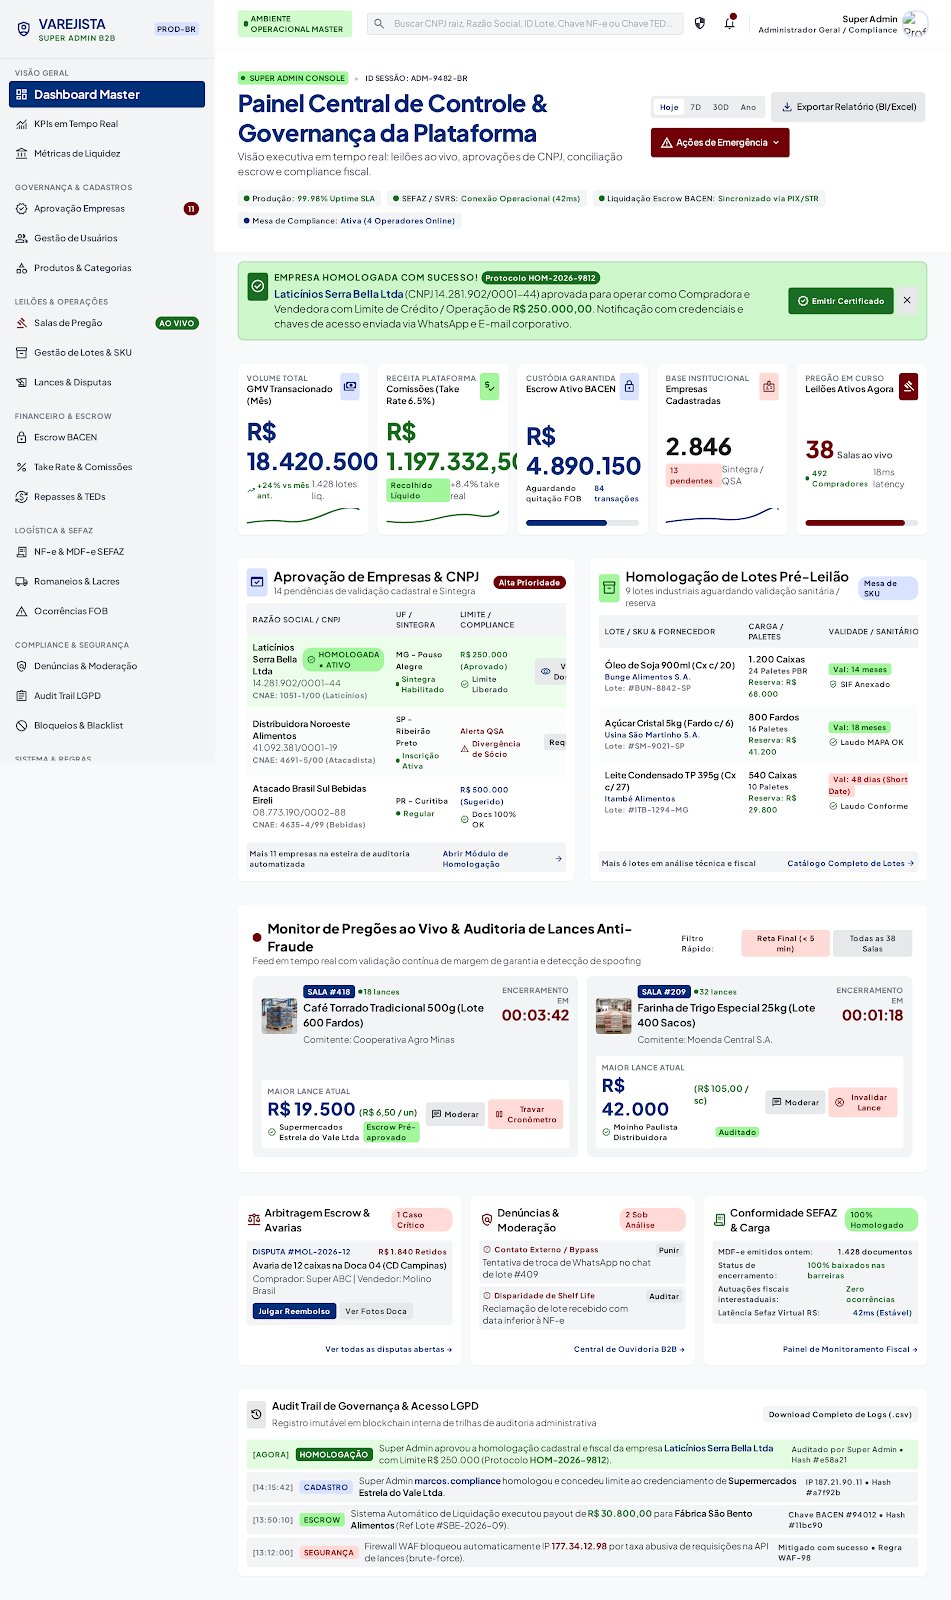 VAREJISTA
SUPER ADMIN B2B
PROD-BR
VISÃO GERAL
Dashboard Master
KPIs em Tempo Real
Métricas de Liquidez
GOVERNANÇA & CADASTROS
Aprovação Empresas
11
Gestão de Usuários
Produtos & Categorias
LEILÕES & OPERAÇÕES
Salas de Pregão
AO VIVO
Gestão de Lotes & SKU
Lances & Disputas
FINANCEIRO & ESCROW
Escrow BACEN
Take Rate & Comissões
Repasses & TEDs
LOGÍSTICA & SEFAZ
NF-e & MDF-e SEFAZ
Romaneios & Lacres
Ocorrências FOB
COMPLIANCE & SEGURANÇA
Denúncias & Moderação
Audit Trail LGPD
Bloqueios & Blacklist
SISTEMA & REGRAS
AMBIENTE
OPERACIONAL MASTER
Buscar CNPJ raiz, Razão Social, ID Lote, Chave NF-e ou Chave TED...
Super Admin
Administrador Geral / Compliance
Prof
SUPER ADMIN CONSOLE
ID SESSÃO: ADM-9482-BR
Painel Central de Controle &
Governança da Plataforma
Visão executiva em tempo real: leilões ao vivo, aprovações de CNPJ, conciliação
escrow e compliance fiscal.
Hoje 7D 30D Ano
Exportar Relatório (BI/Excel)
Ações de Emergência
Produção: 99.98% Uptime SLA
SEFAZ / SVRS: Conexão Operacional (42ms)
Liquidação Escrow BACEN: Sincronizado via PIX/STR
Mesa de Compliance: Ativa (4 Operadores Online)
EMPRESA HOMOLOGADA COM SUCESSO! Protocolo HOM-2026-9812
Laticínios Serra Bella Ltda (CNPJ 14.281.902/0001-44) aprovada para operar como Compradora e
Vendedora com Limite de Crédito / Operação de R$ 250.000,00. Notificação com credenciais e
chaves de acesso enviada via WhatsApp e E-mail corporativo.
Emitir Certificado
VOLUME TOTAL
GMV Transacionado
(Mês)
R$
18.420.500
+24% vs mês
ant.
1.428 lotes
liq.
RECEITA PLATAFORMA
Comissões (Take
Rate 6.5%)
R$
1.197.332,50
Recolhido
Líquido
+8.4% take
real
CUSTÓDIA GARANTIDA
Escrow Ativo BACEN
R$
4.890.150
Aguardando
quitação FOB
84
transações
BASE INSTITUCIONAL
Empresas
Cadastradas
2.846
13
pendentes
Sintegra /
QSA
PREGÃO EM CURSO
Leilões Ativos Agora
38 Salas ao vivo
492
Compradores
18ms
latency
Aprovação de Empresas & CNPJ
14 pendências de validação cadastral e Sintegra
Alta Prioridade
RAZÃO SOCIAL / CNPJ
UF /
SINTEGRA
LIMITE /
COMPLIANCE
Laticínios
Serra Bella
Ltda
HOMOLOGADA
• ATIVO
14.281.902/0001-44
CNAE: 1051-1/00 (Laticínios)
MG - Pouso
Alegre
Sintegra
Habilitado
R$ 250.000
(Aprovado)
Limite
Liberado
V
Do
Distribuidora Noroeste
Alimentos
41.092.381/0001-19
CNAE: 4691-5/00 (Atacadista)
SP -
Ribeirão
Preto
Inscrição
Ativa
Alerta QSA
Divergência
de Sócio
Req
Atacado Brasil Sul Bebidas
Eireli
08.773.190/0002-88
CNAE: 4635-4/99 (Bebidas)
PR - Curitiba
Regular
R$ 500.000
(Sugerido)
Docs 100%
OK
Mais 11 empresas na esteira de auditoria
automatizada
Abrir Módulo de
Homologação →
Homologação de Lotes Pré-Leilão
9 lotes industriais aguardando validação sanitária /
reserva
Mesa de
SKU
LOTE / SKU & FORNECEDOR
CARGA /
PALETES
VALIDADE / SANITÁRIO
Óleo de Soja 900ml (Cx c/ 20)
Bunge Alimentos S.A.
Lote: #BUN-8842-SP
1.200 Caixas
24 Paletes PBR
Reserva: R$
68.000
Val: 14 meses
SIF Anexado
Açúcar Cristal 5kg (Fardo c/ 6)
Usina São Martinho S.A.
Lote: #SM-9021-SP
800 Fardos
16 Paletes
Reserva: R$
41.200
Val: 18 meses
Laudo MAPA OK
Leite Condensado TP 395g (Cx
c/ 27)
Itambé Alimentos
Lote: #ITB-1294-MG
540 Caixas
10 Paletes
Reserva: R$
29.800
Val: 48 dias (Short
Date)
Laudo Conforme
Mais 6 lotes em análise técnica e fiscal
Catálogo Completo de Lotes →
Monitor de Pregões ao Vivo & Auditoria de Lances Anti-
Fraude
Feed em tempo real com validação contínua de margem de garantia e detecção de spoofing
Filtro
Rápido:
Reta Final (< 5
min)
Todas as 38
Salas
SALA #418
18 lances
Café Torrado Tradicional 500g (Lote
600 Fardos)
Comitente: Cooperativa Agro Minas
ENCERRAMENTO
EM
00:03:42
MAIOR LANCE ATUAL
R$ 19.500 (R$ 6,50 / un)
Supermercados
Estrela do Vale Ltda
Escrow Pré-
aprovado
Moderar
Travar
Cronômetro
SALA #209
32 lances
Farinha de Trigo Especial 25kg (Lote
400 Sacos)
Comitente: Moenda Central S.A.
ENCERRAMENTO
EM
00:01:18
MAIOR LANCE ATUAL
R$
42.000
(R$ 105,00 /
sc)
Moinho Paulista
Distribuidora
Auditado
Moderar
Invalidar
Lance
Arbitragem Escrow &
Avarias
1 Caso
Crítico
DISPUTA #MOL-2026-12
R$ 1.840 Retidos
Avaria de 12 caixas na Doca 04 (CD Campinas)
Comprador: Super ABC | Vendedor: Molino
Brasil
Julgar Reembolso
Ver Fotos Doca
Ver todas as disputas abertas →
Denúncias &
Moderação
2 Sob
Análise
Contato Externo / Bypass
Punir
Tentativa de troca de WhatsApp no chat
de lote #409
Disparidade de Shelf Life
Auditar
Reclamação de lote recebido com
data inferior à NF-e
Central de Ouvidoria B2B →
Conformidade SEFAZ
& Carga
100%
Homologado
MDF-e emitidos ontem:
1.428 documentos
Status de
encerramento:
100% baixados nas
barreiras
Autuações fiscais
interestaduais:
Zero
ocorrências
Latência Sefaz Virtual RS:
42ms (Estável)
Painel de Monitoramento Fiscal →
Audit Trail de Governança & Acesso LGPD
Registro imutável em blockchain interna de trilhas de auditoria administrativa
Download Completo de Logs (.csv)
[AGORA]
HOMOLOGAÇÃO
Super Admin aprovou a homologação cadastral e fiscal da empresa Laticínios Serra Bella Ltda
com Limite R$ 250.000 (Protocolo HOM-2026-9812).
Auditado por Super Admin •
Hash #e58a21
[14:15:42]
CADASTRO
Super Admin marcos.compliance homologou e concedeu limite ao credenciamento de Supermercados
Estrela do Vale Ltda.
IP 187.21.90.11 • Hash
#a7f92b
[13:50:10]
ESCROW
Sistema Automático de Liquidação executou payout de R$ 30.800,00 para Fábrica São Bento
Alimentos (Ref Lote #SBE-2026-09).
Chave BACEN #94012 • Hash
#11bc90
[13:12:00]
SEGURANÇA
Firewall WAF bloqueou automaticamente IP 177.34.12.98 por taxa abusiva de requisições na API
de lances (brute-force).
Mitigado com sucesso • Regra
WAF-98